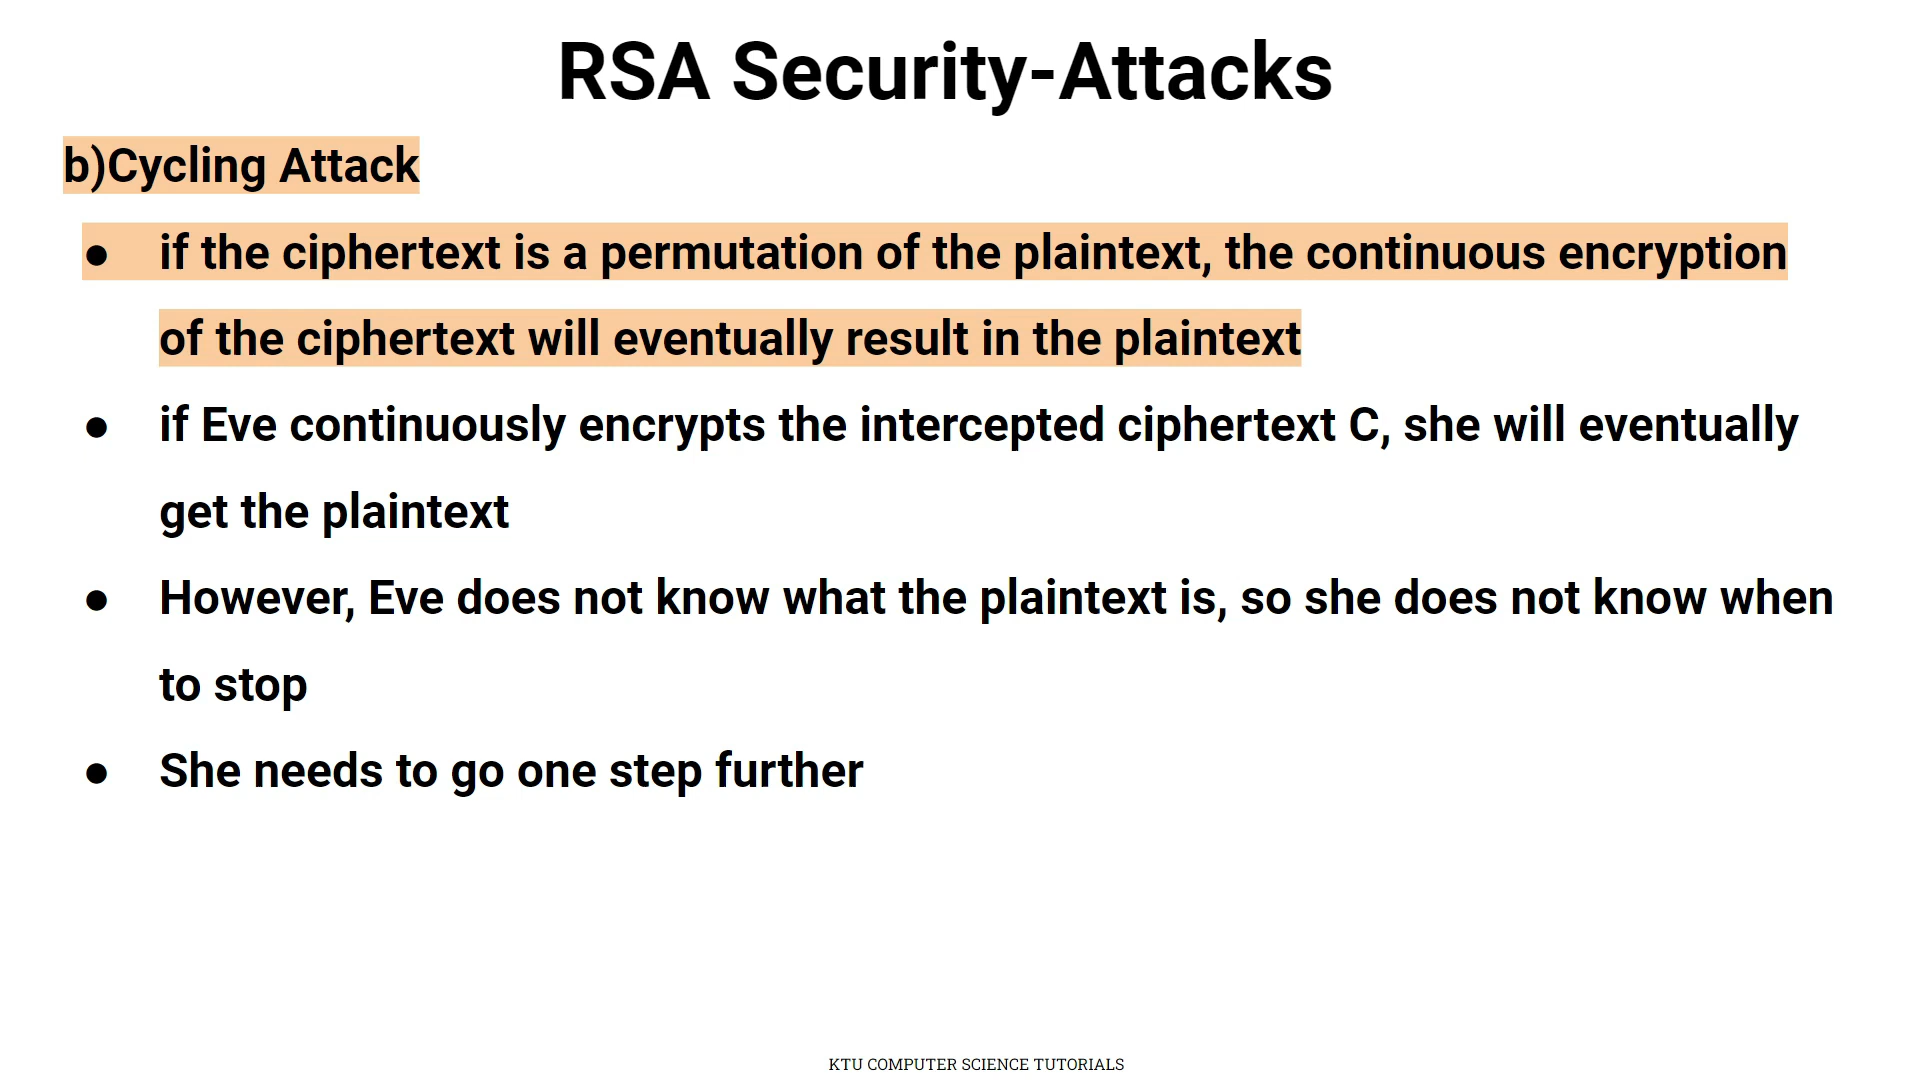 RSA Security-Attacks
b)Cycling Attack
● if the ciphertext is a permutation of the plaintext, the continuous encryption
of the ciphertext will eventually result in the plaintext
● if Eve continuously encrypts the intercepted ciphertext C, she will eventually
get the plaintext
● However, Eve does not know what the plaintext is, so she does not know when
to stop
● She needs to go one step further
KTU COMPUTER SCIENCE TUTORIALS